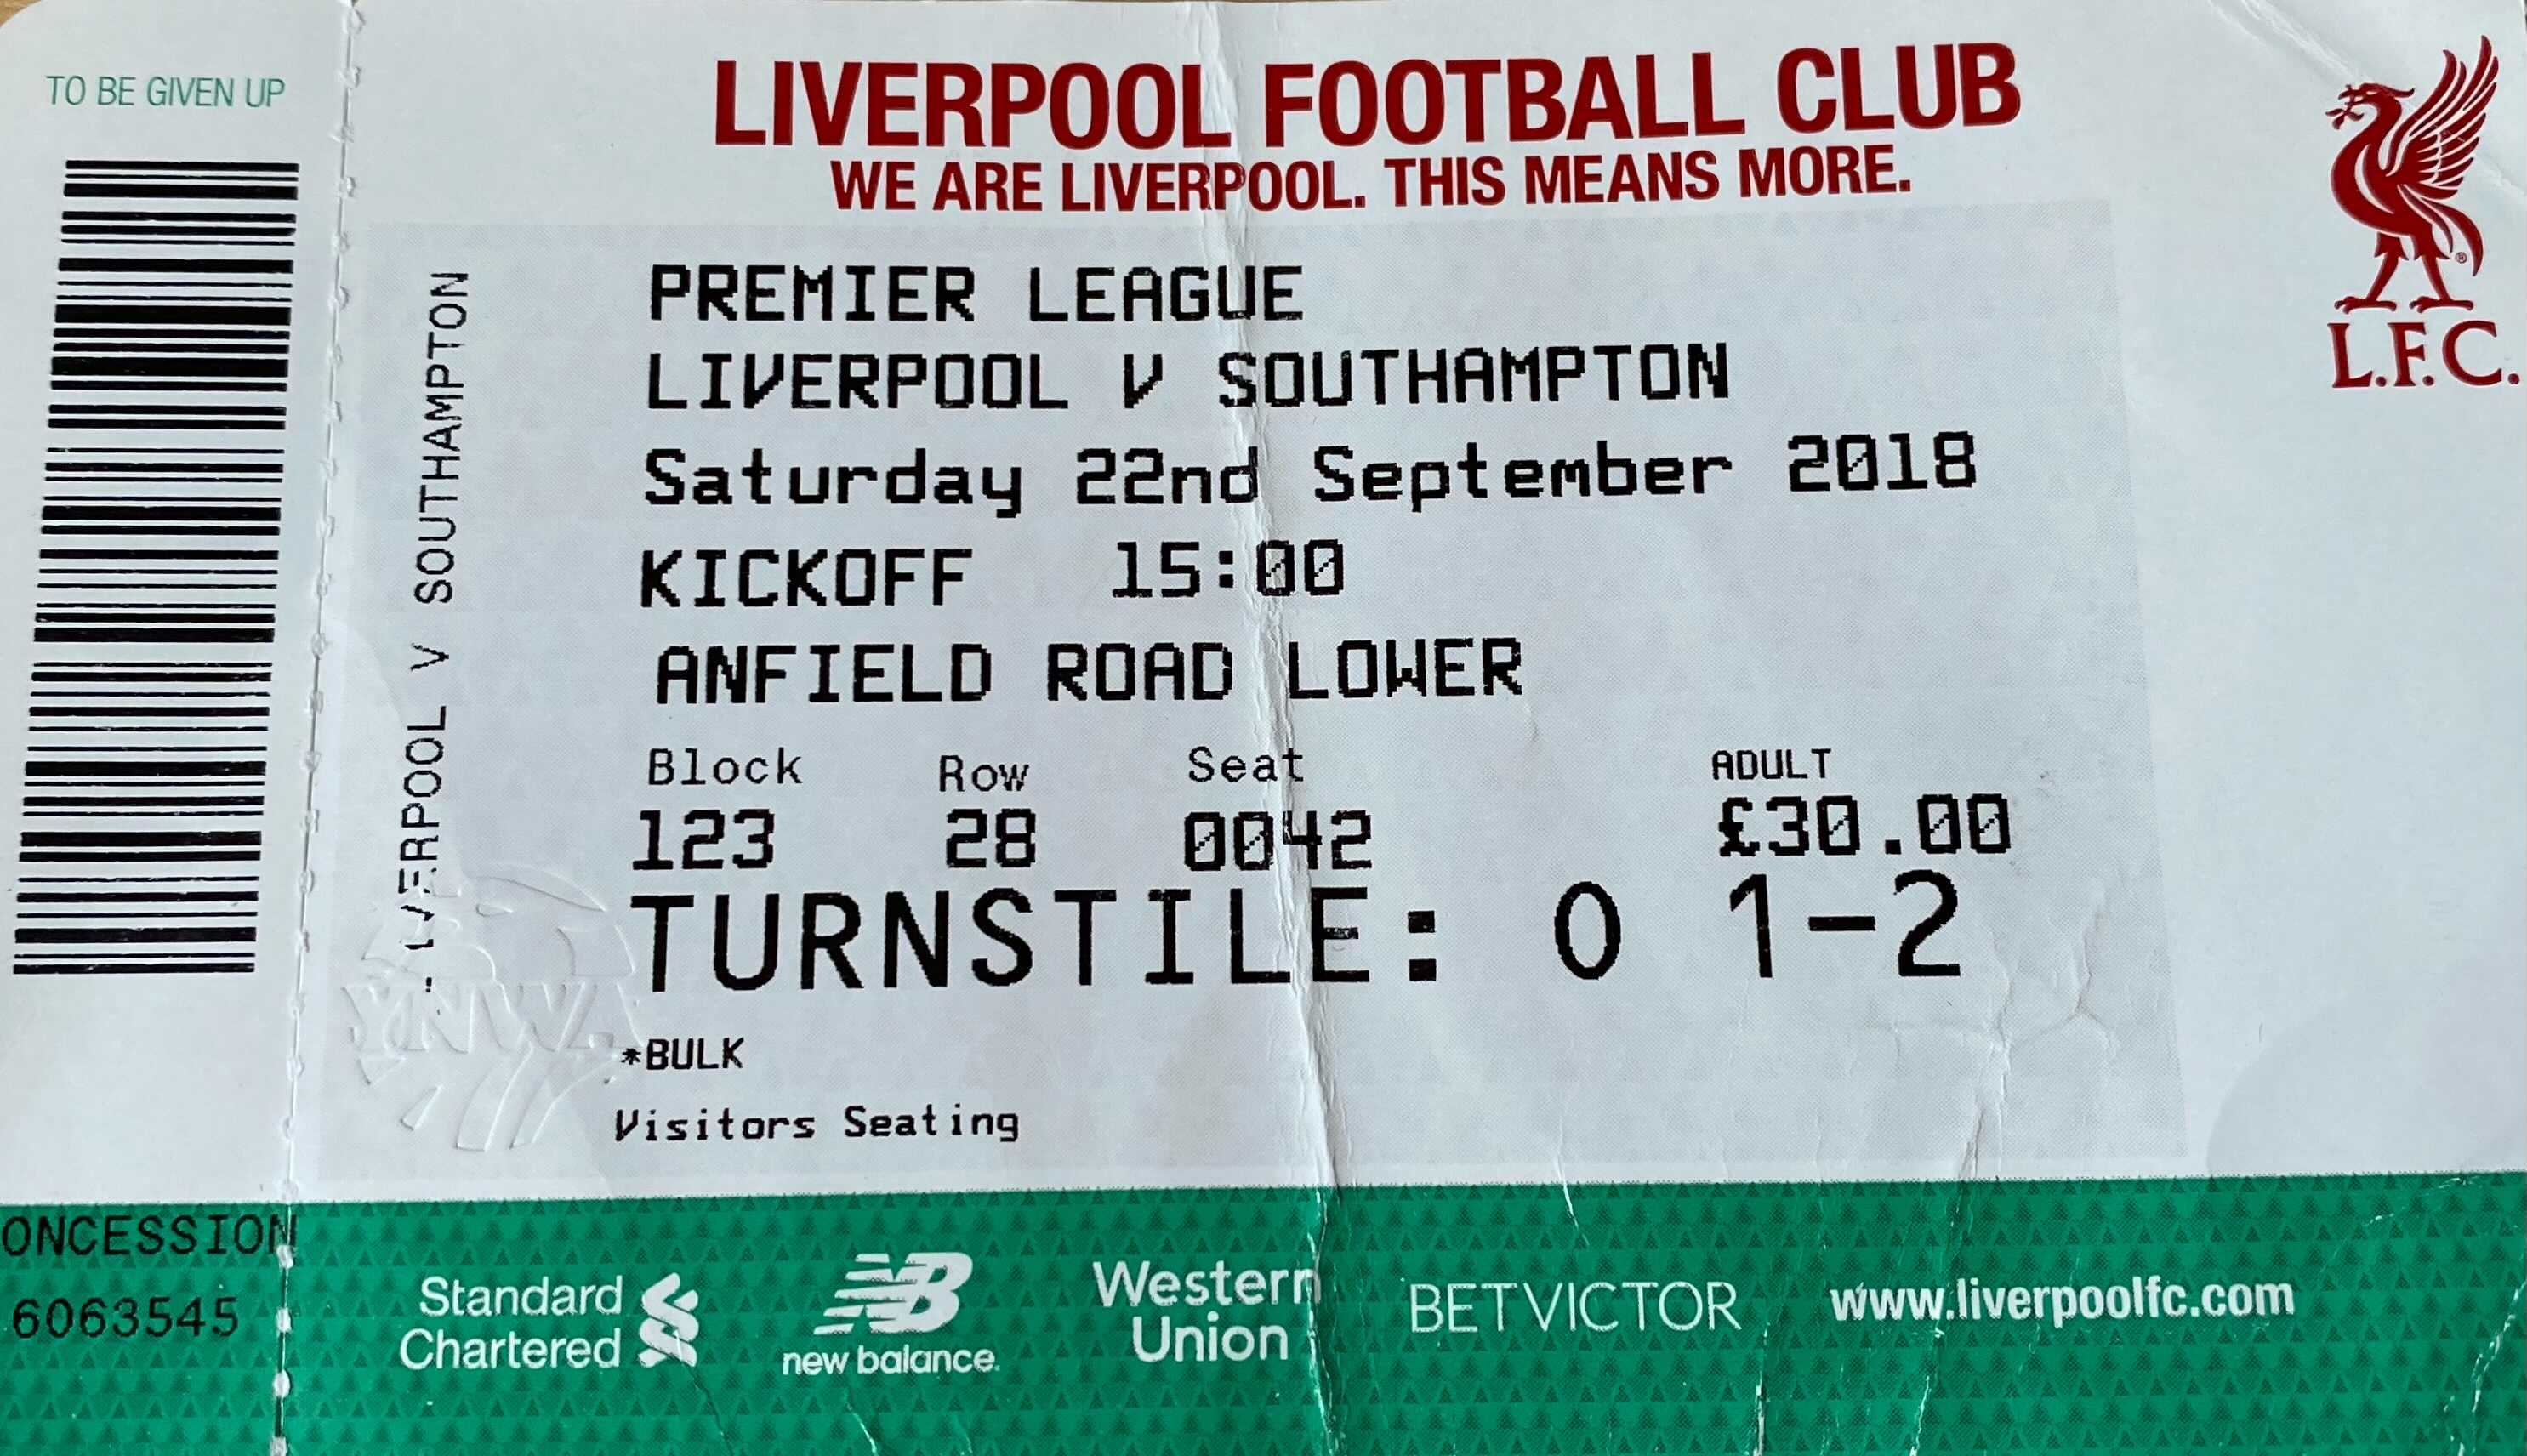 TO BE GIVEN UP
LIVERPOOL FOOTBALL CLUB
WE ARE LIVERPOOL. THIS MEANS MORE.
L.F.C.
LIVERPOOL V SOUTHAMPTON
PREMIER LEAGUE
LIVERPOOL V SOUTHAMPTON
Saturday 22nd September 2018
KICKOFF 15:00
ANFIELD ROAD LOWER
Block Row Seat ADULT
123 28 0042 £30.00
TURNSTILE: O 1-2
YNWA
*BULK
Visitors Seating
ONCESSION
6063545
Standard Chartered
NB
new balance.
Western Union
BETVICTOR
www.liverpoolfc.com